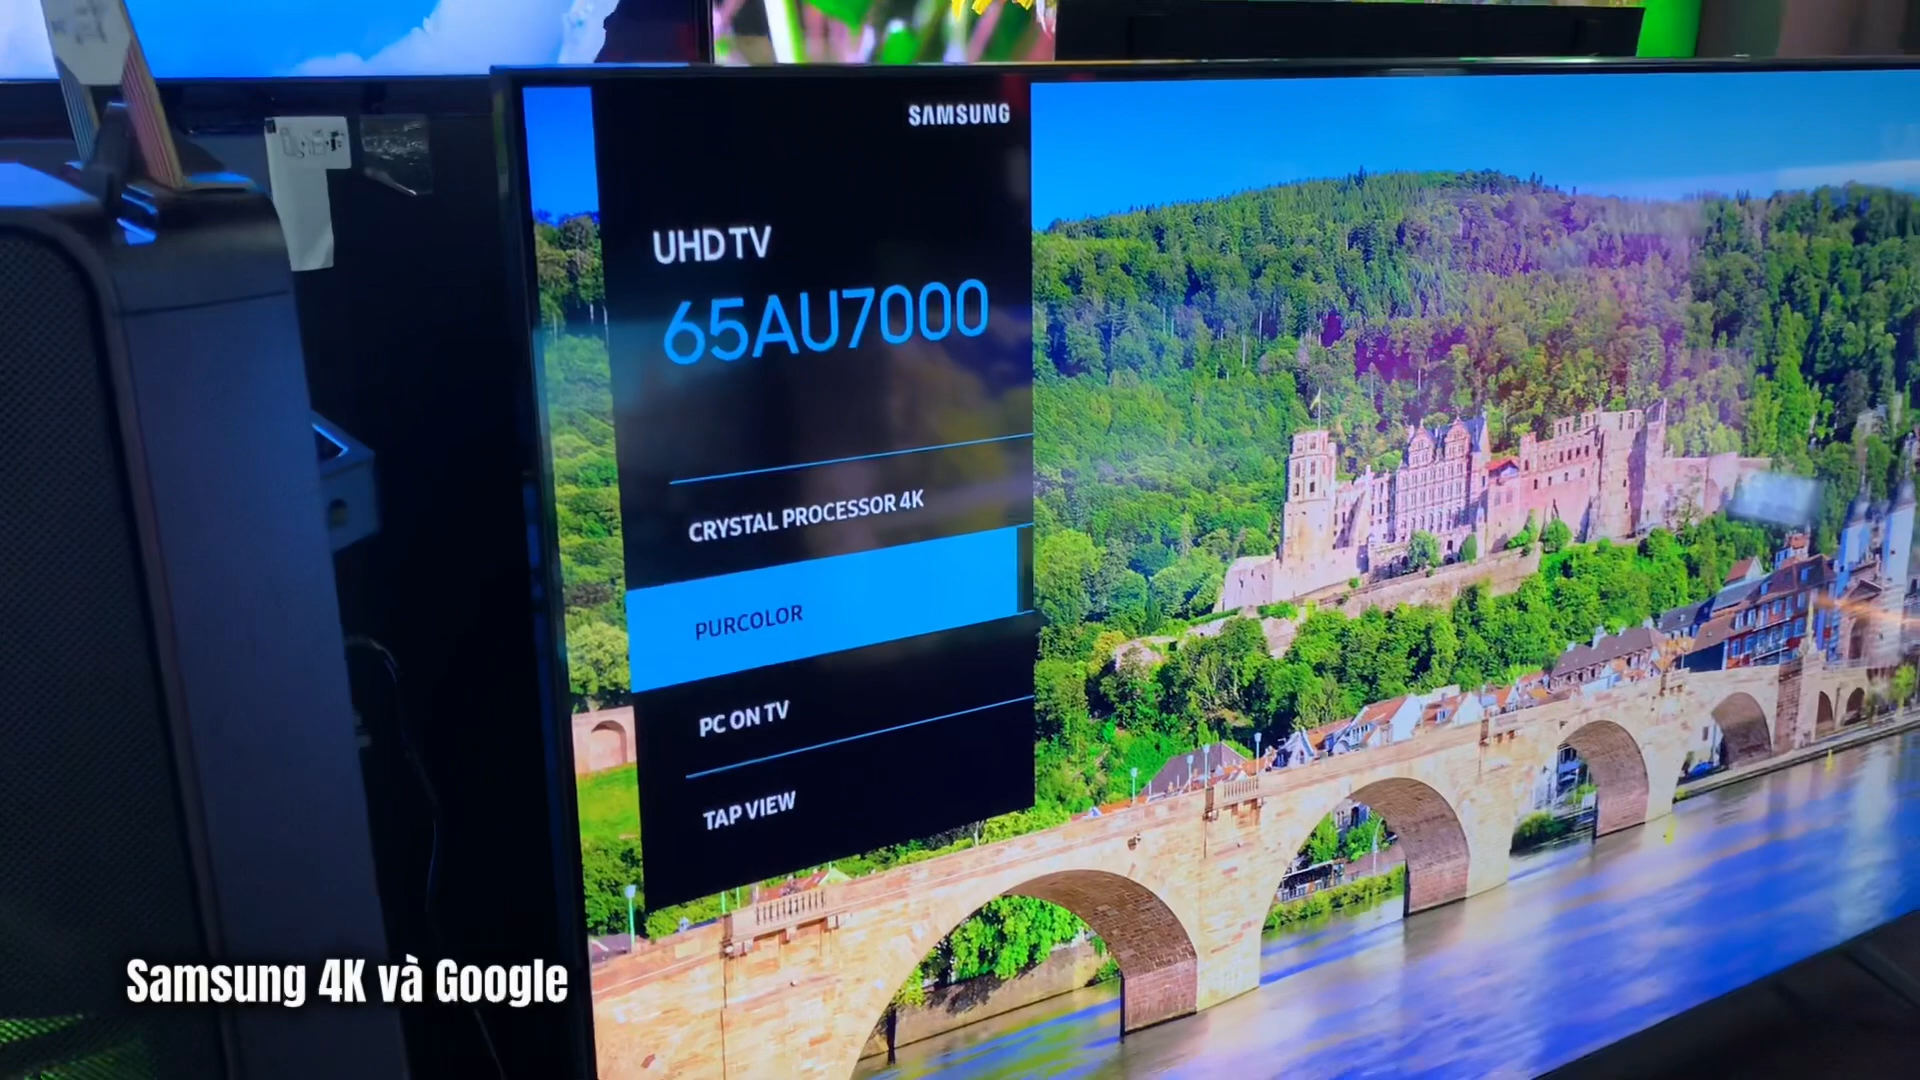 SAMSUNG
UHD TV
65AU7000
CRYSTAL PROCESSOR 4K
PURCOLOR
PC ON TV
TAP VIEW
Samsung 4K và Google